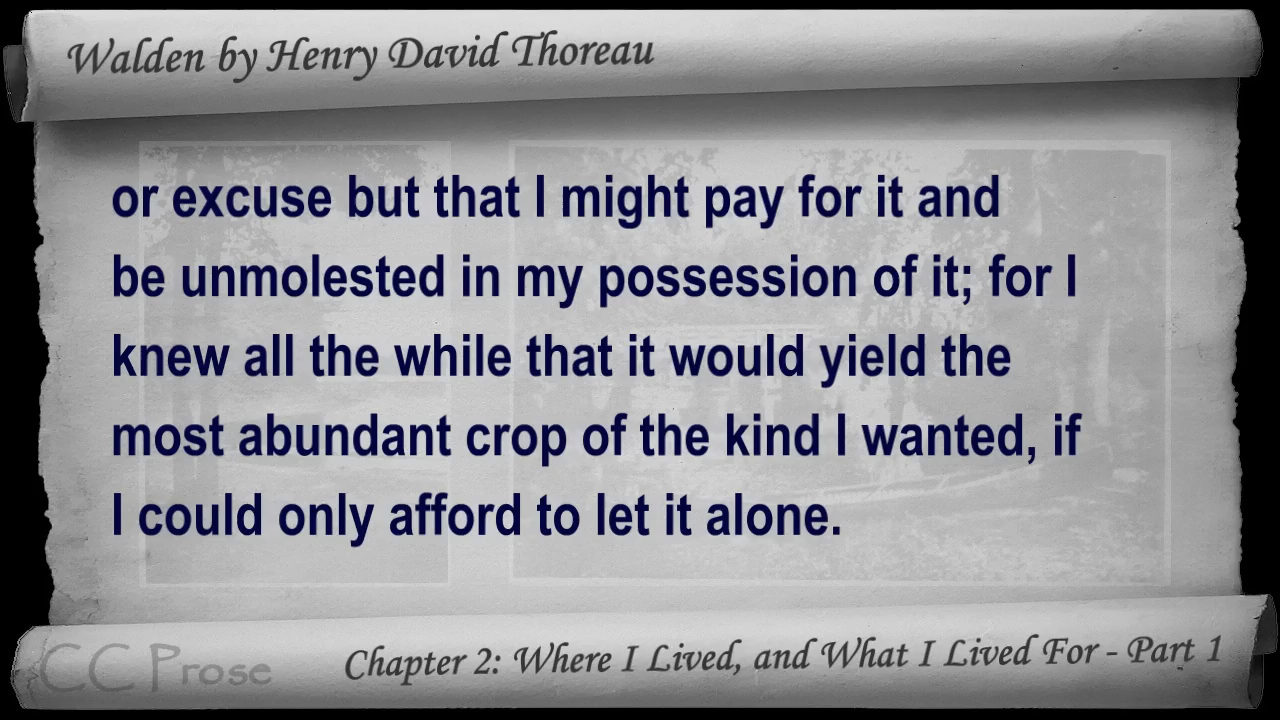 Walden by Henry David Thoreau
or excuse but that I might pay for it and
be unmolested in my possession of it; for I
knew all the while that it would yield the
most abundant crop of the kind I wanted, if
I could only afford to let it alone.
CC Prose
Chapter 2: Where I Lived, and What I Lived For - Part 1